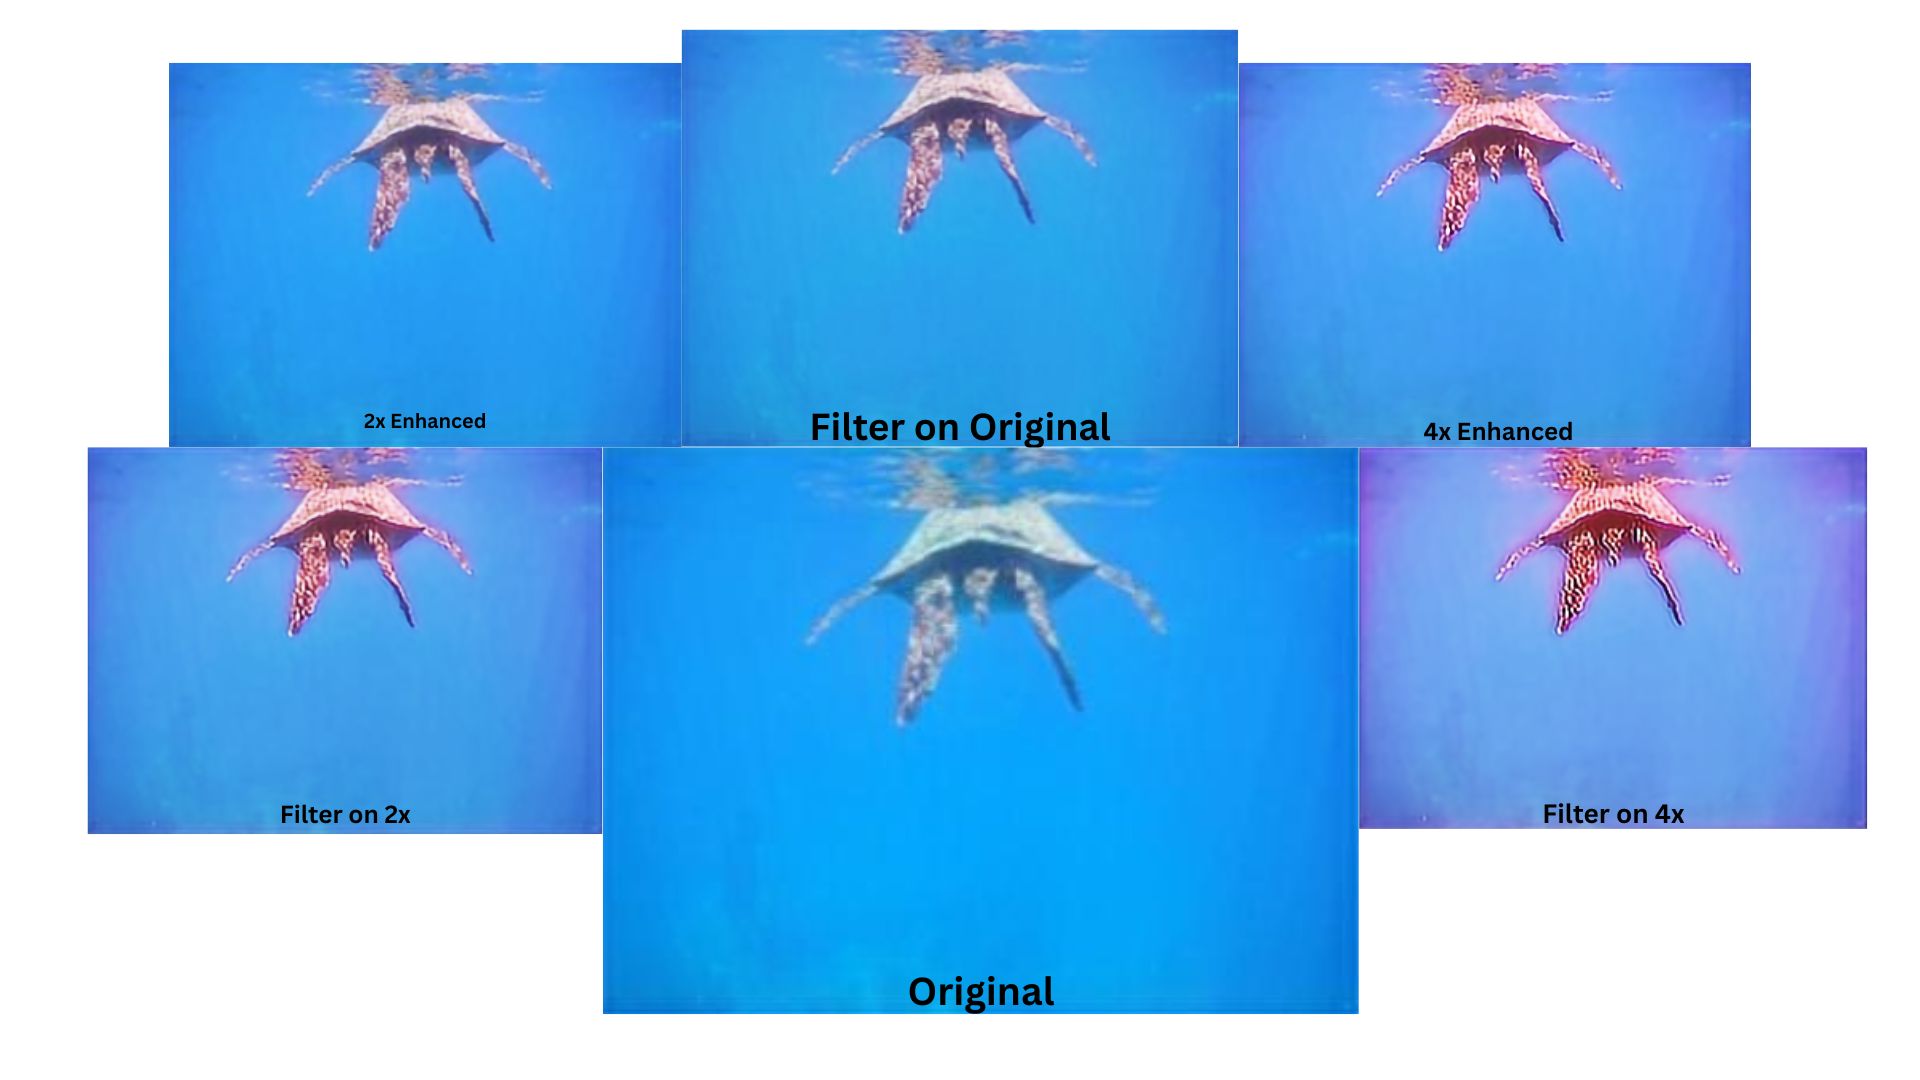 2x Enhanced
Filter on Original
4x Enhanced
Filter on 2x
Original
Filter on 4x